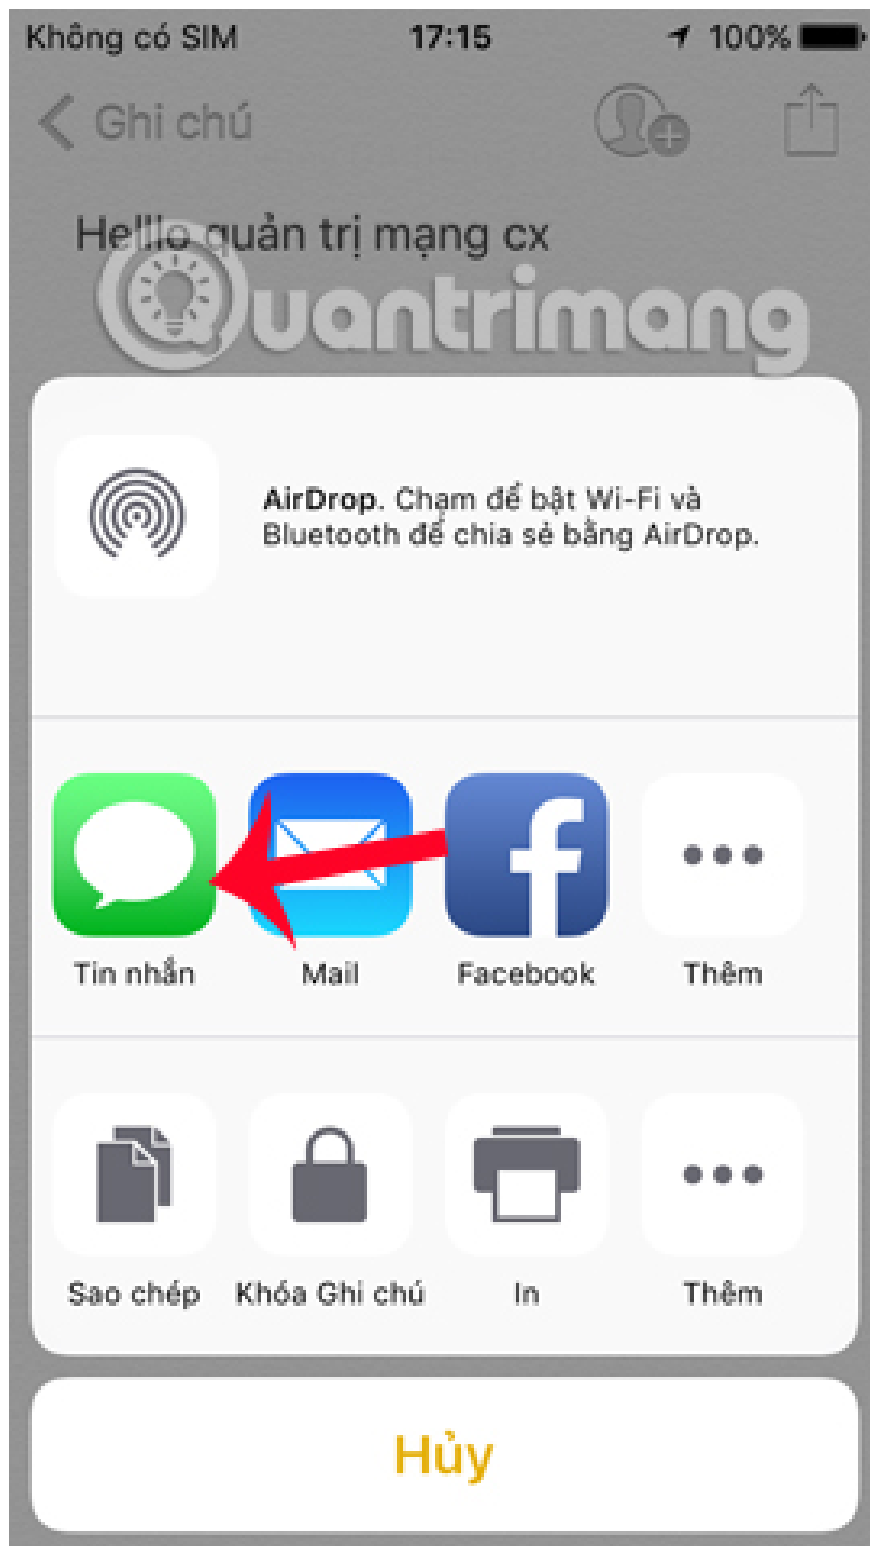 Không có SIM 17:15 100%
Ghi chú
Helllo quản trị mạng cx
Quantrimang
AirDrop. Chạm để bật Wi-Fi và
Bluetooth để chia sẻ bằng AirDrop.
Tin nhắn Mail Facebook Thêm
Sao chép Khóa Ghi chú In Thêm
Hủy